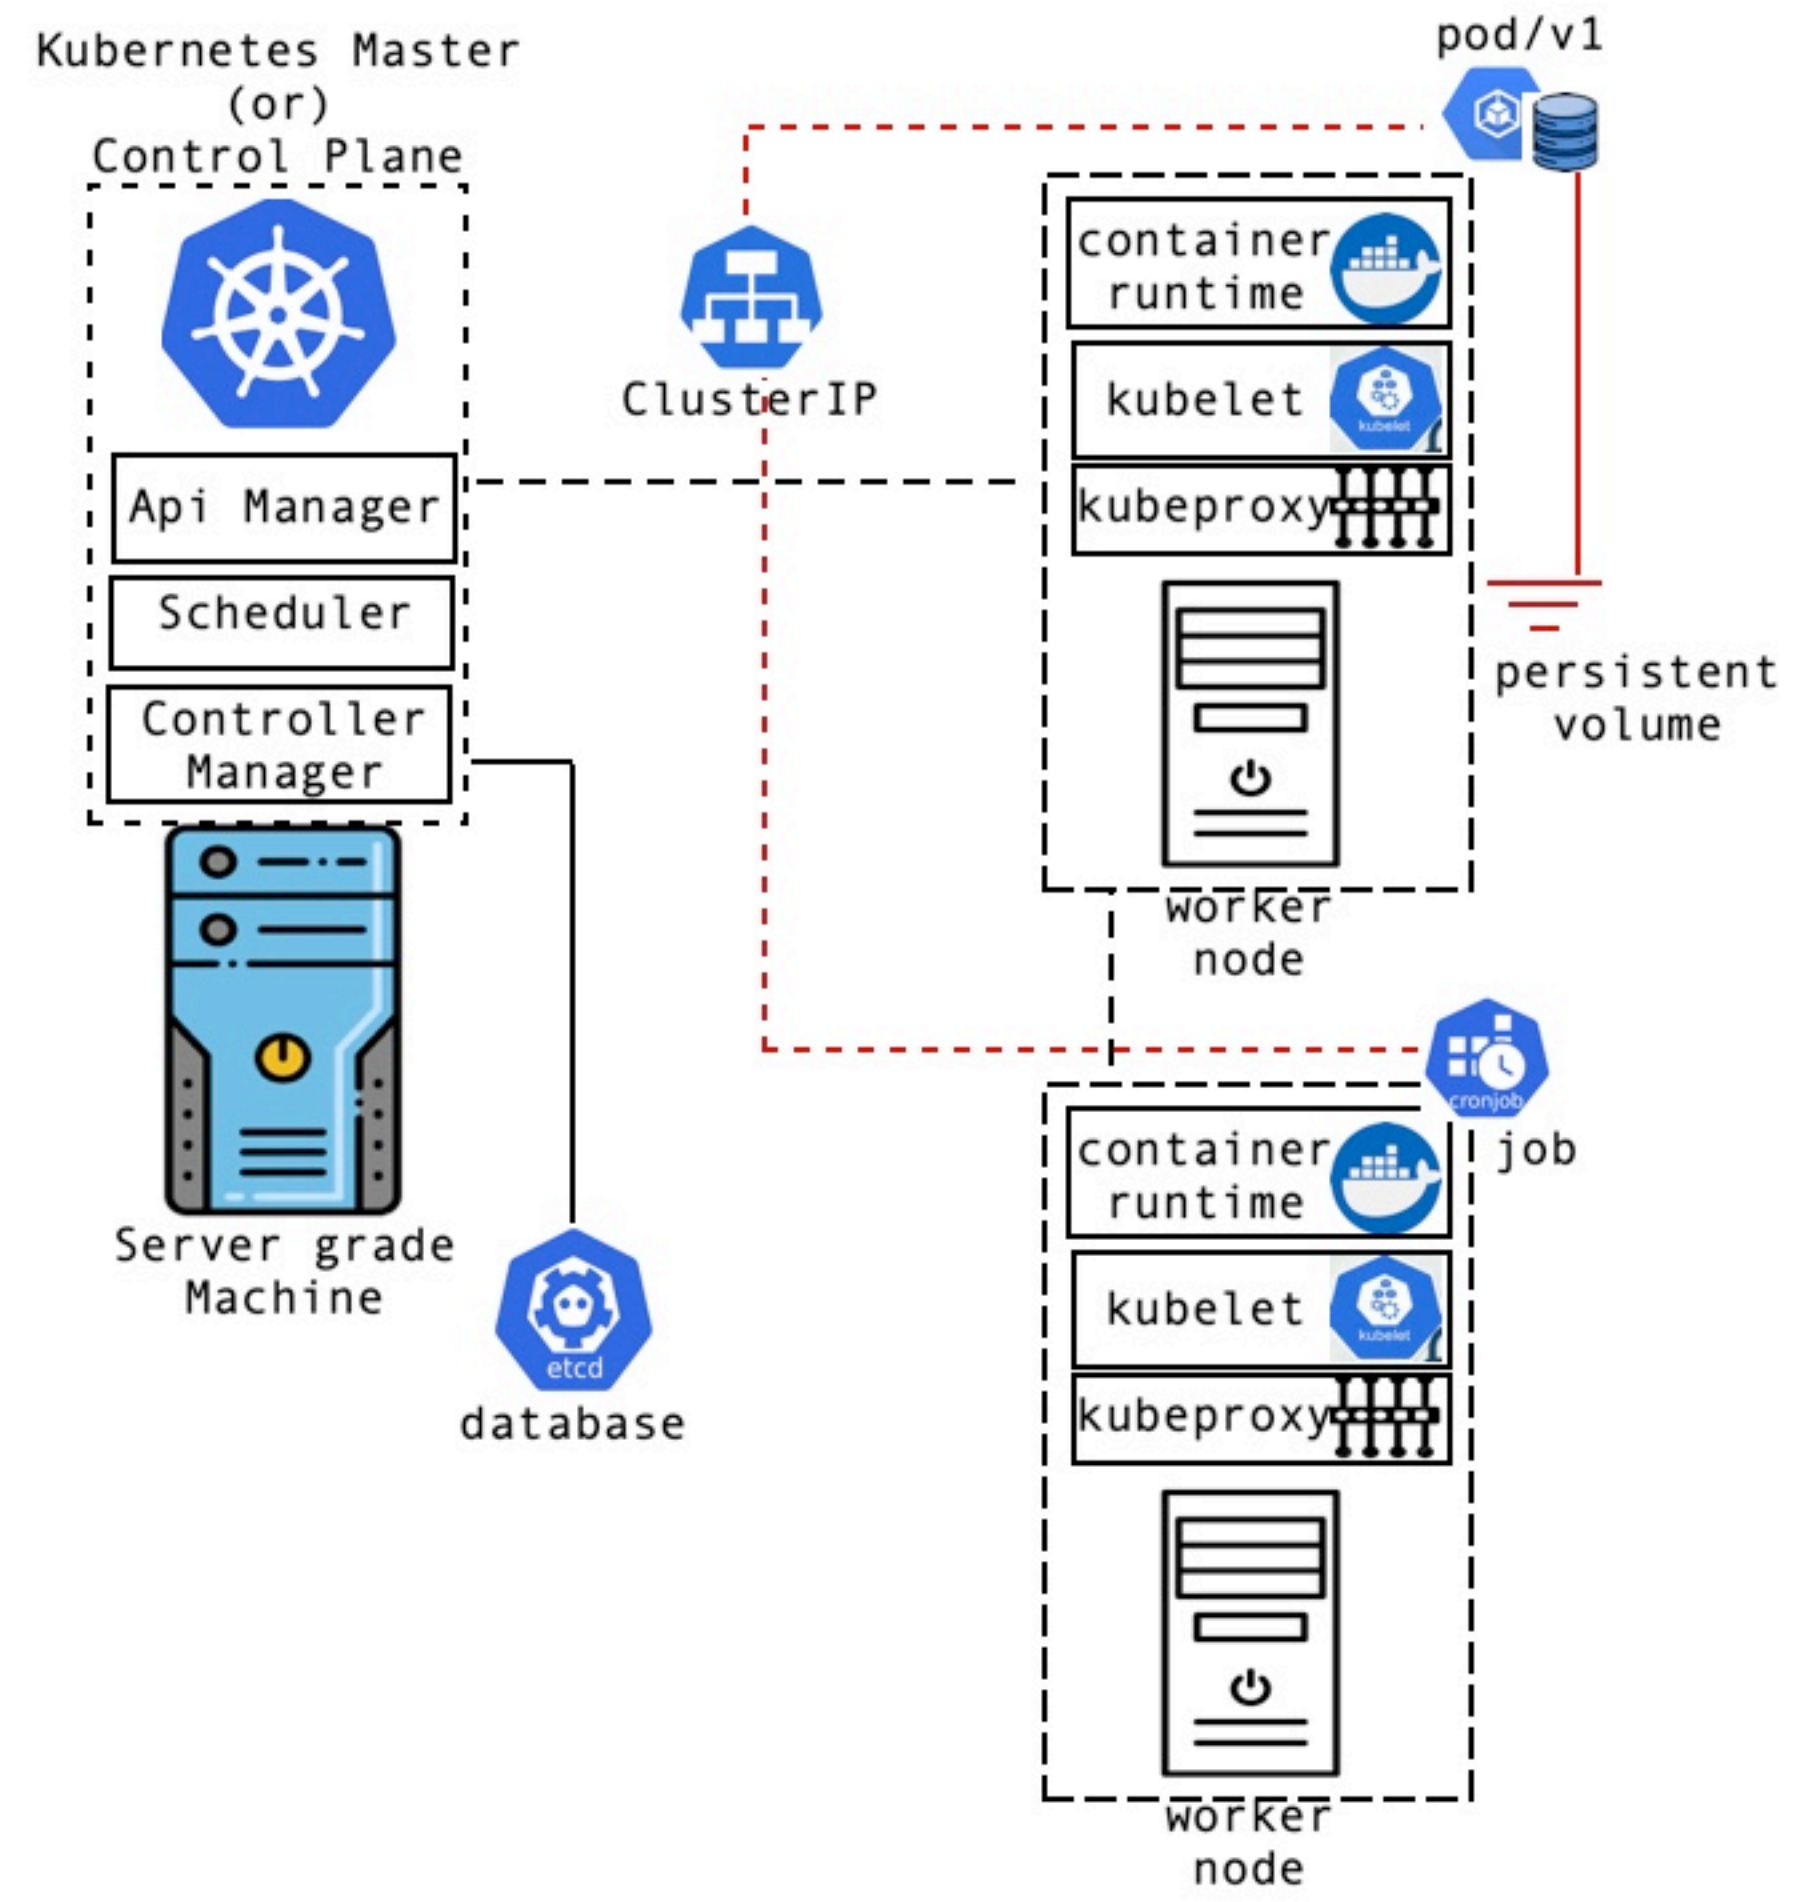 Kubernetes Master
(or)
Control Plane
Api Manager
Scheduler
Controller
Manager
Server grade
Machine
etcd
database
ClusterIP
pod/v1
container
runtime
kubelet
kubelet
kubeproxy
worker
node
persistent
volume
cronjob
job
container
runtime
kubelet
kubelet
kubeproxy
worker
node